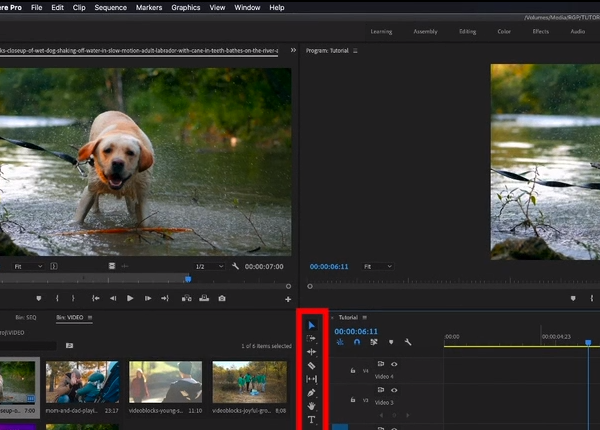 ere Pro File Edit Clip Sequence Markers Graphics View Window Help
/Volumes/Media/RGP/TUTOR
Learning Assembly Editing Color Effects Audio
ks-closeup-of-wet-dog-shaking-off-water-in-slow-motion-adult-labrador-with-cane-in-teeth-bathes-on-the-river-a
Program: Tutorial
Fit 1/2 00:00:07:00
00:00:06:11 Fit
Bin: SEQ Bin: VIDEO
proj\VIDEO
1 of 6 items selected
Tutorial
00:00:06:11
:00:00 00:00:04:23
V4
Video 4
V3
Video 3
closeup-o... 7:00 mom-and-dad-playi... 23:17 videoblocks-young-s... 11:10 videoblocks-joyful-gro... 8;08